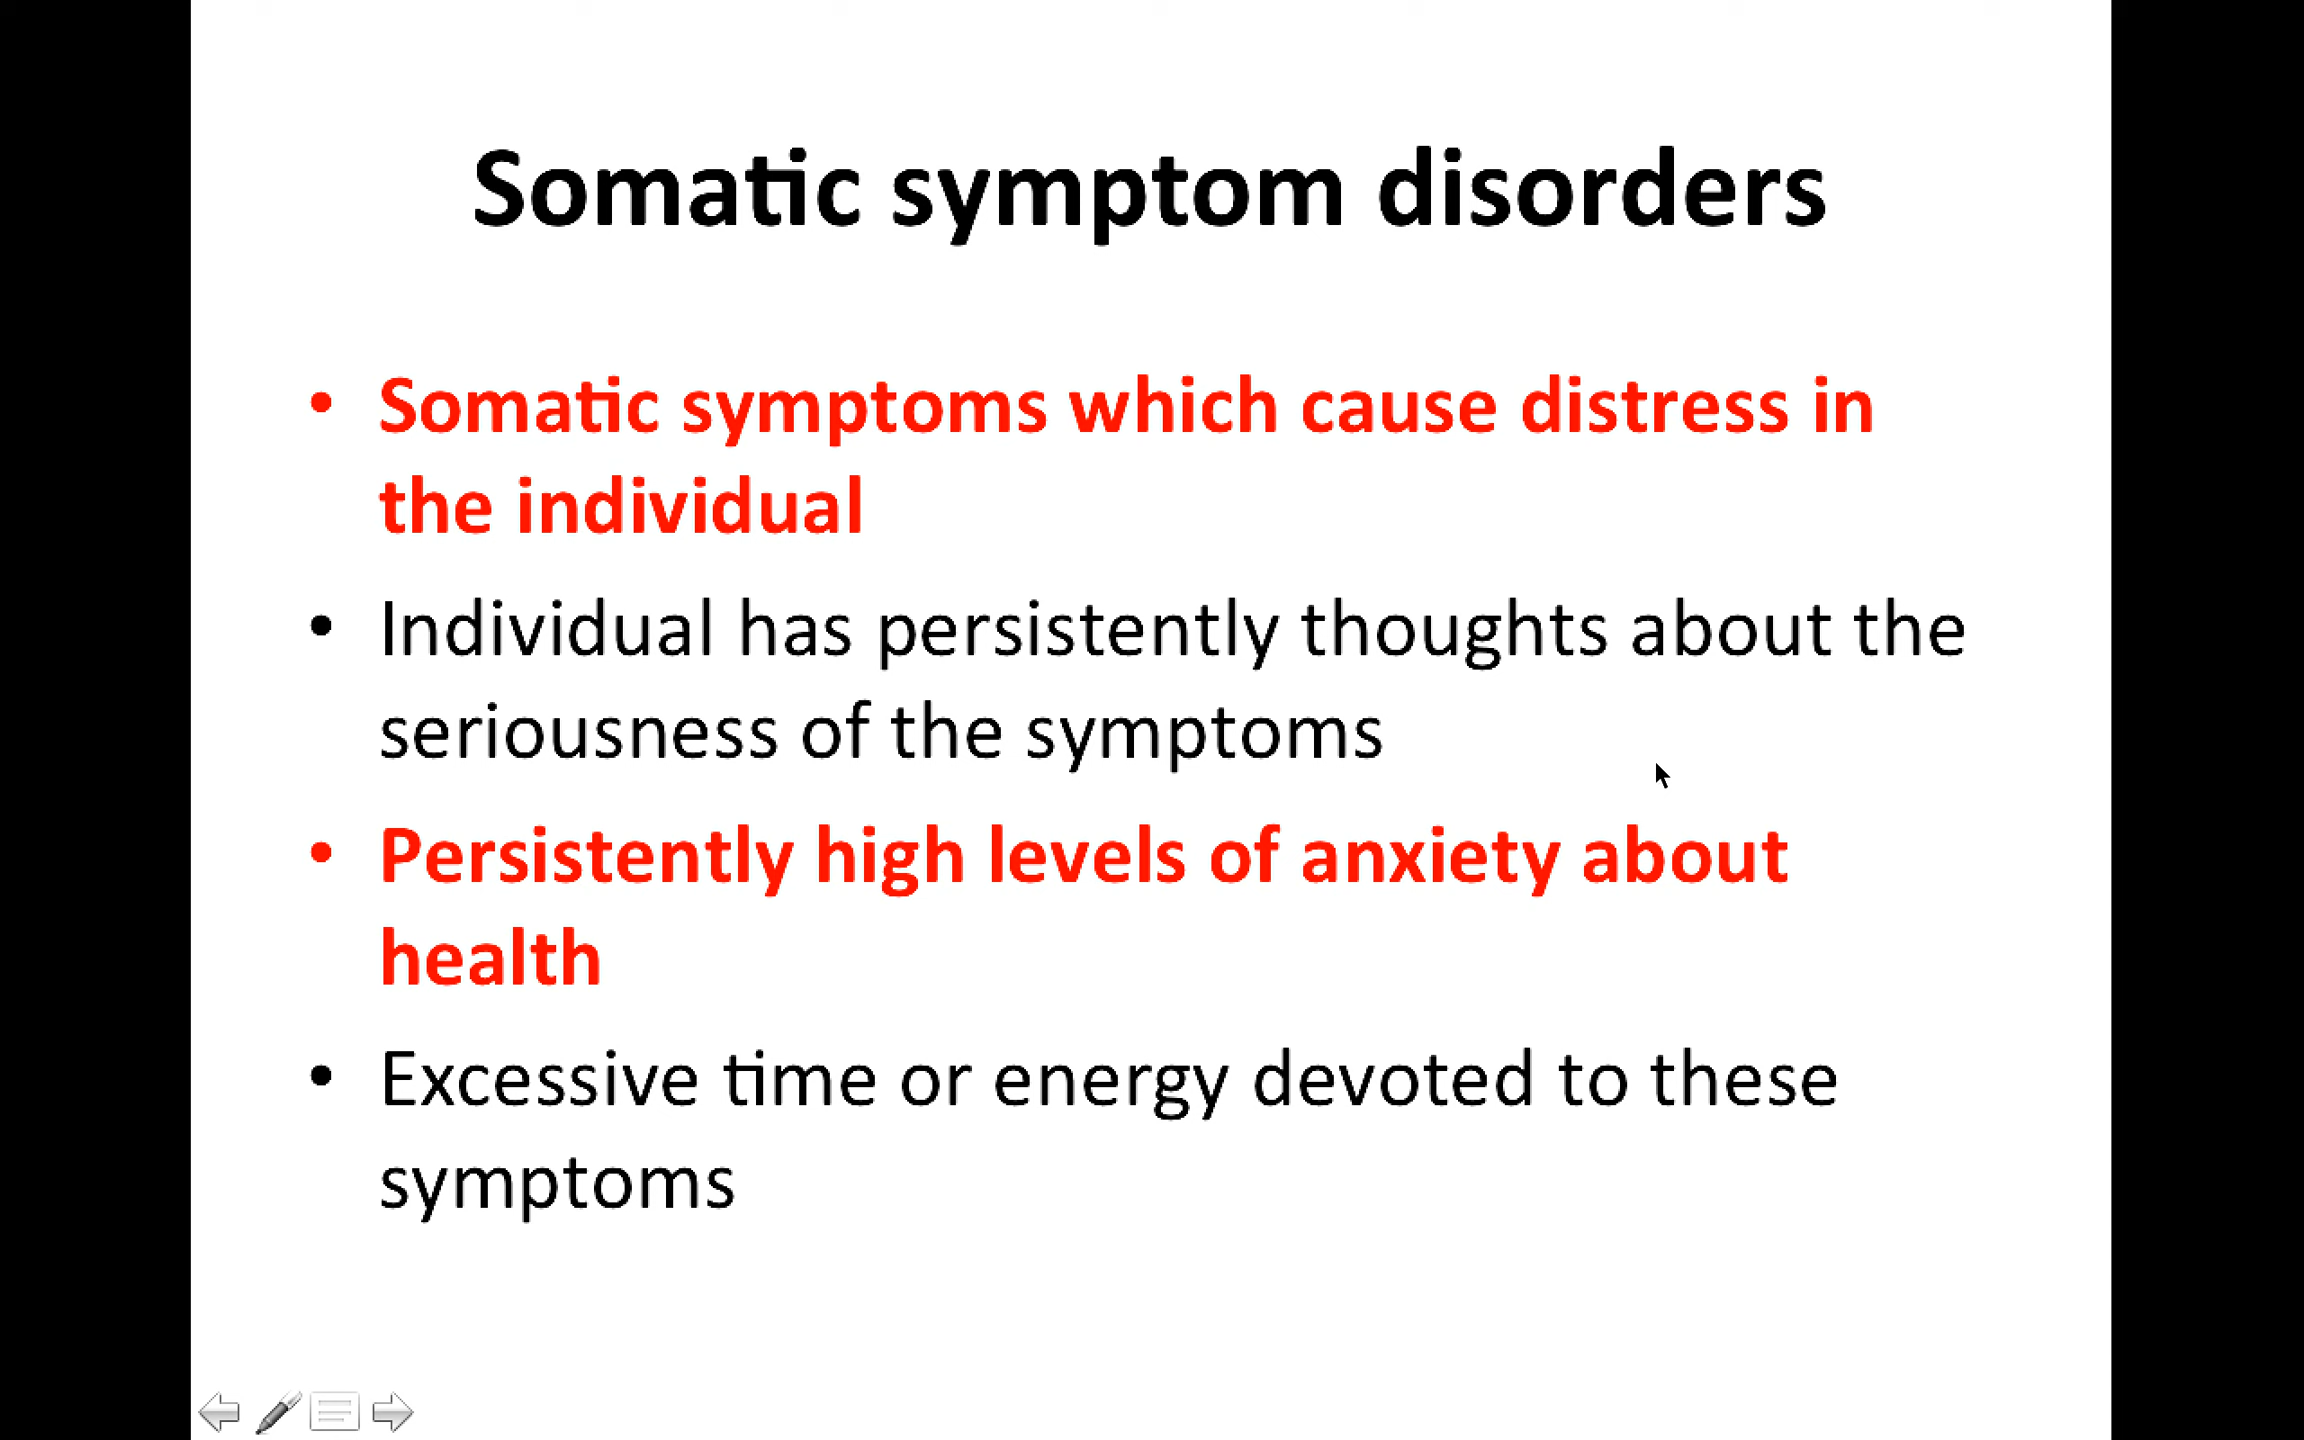 Somatic symptom disorders
• Somatic symptoms which cause distress in
the individual
• Individual has persistently thoughts about the
seriousness of the symptoms
• Persistently high levels of anxiety about
health
• Excessive time or energy devoted to these
symptoms